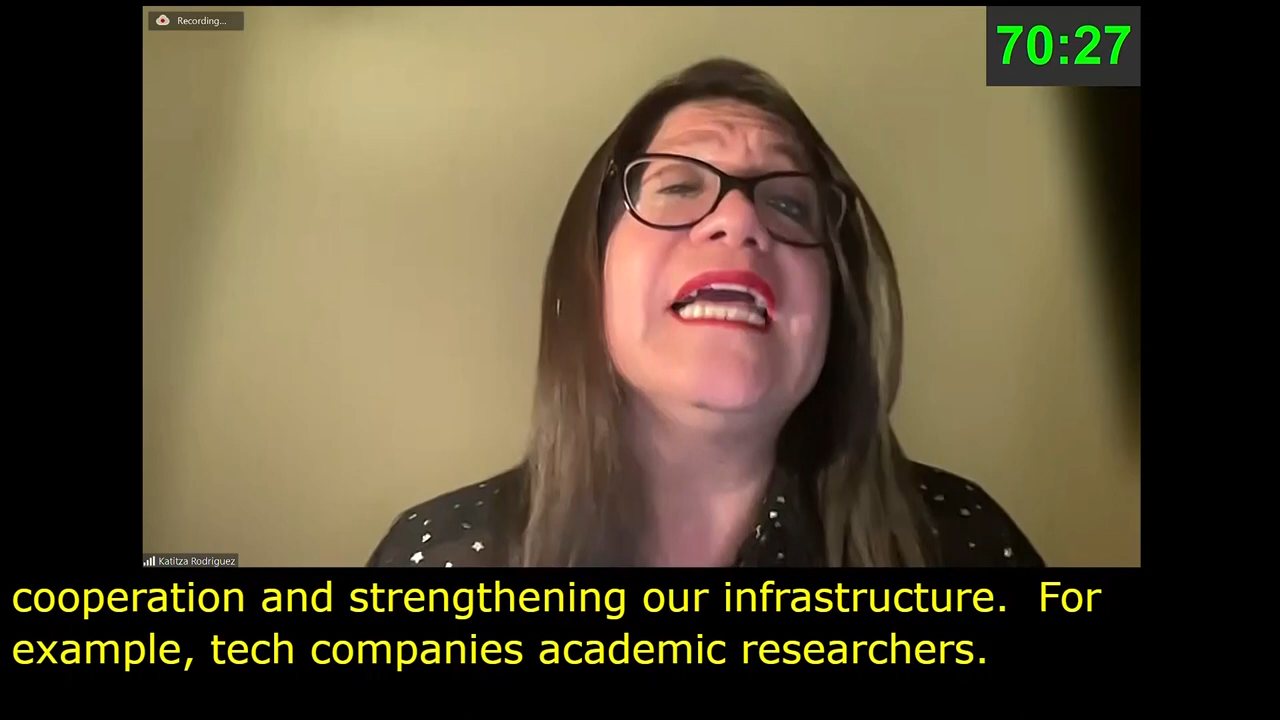 Recording...
70:27
Katitza Rodriguez
cooperation and strengthening our infrastructure. For
example, tech companies academic researchers.